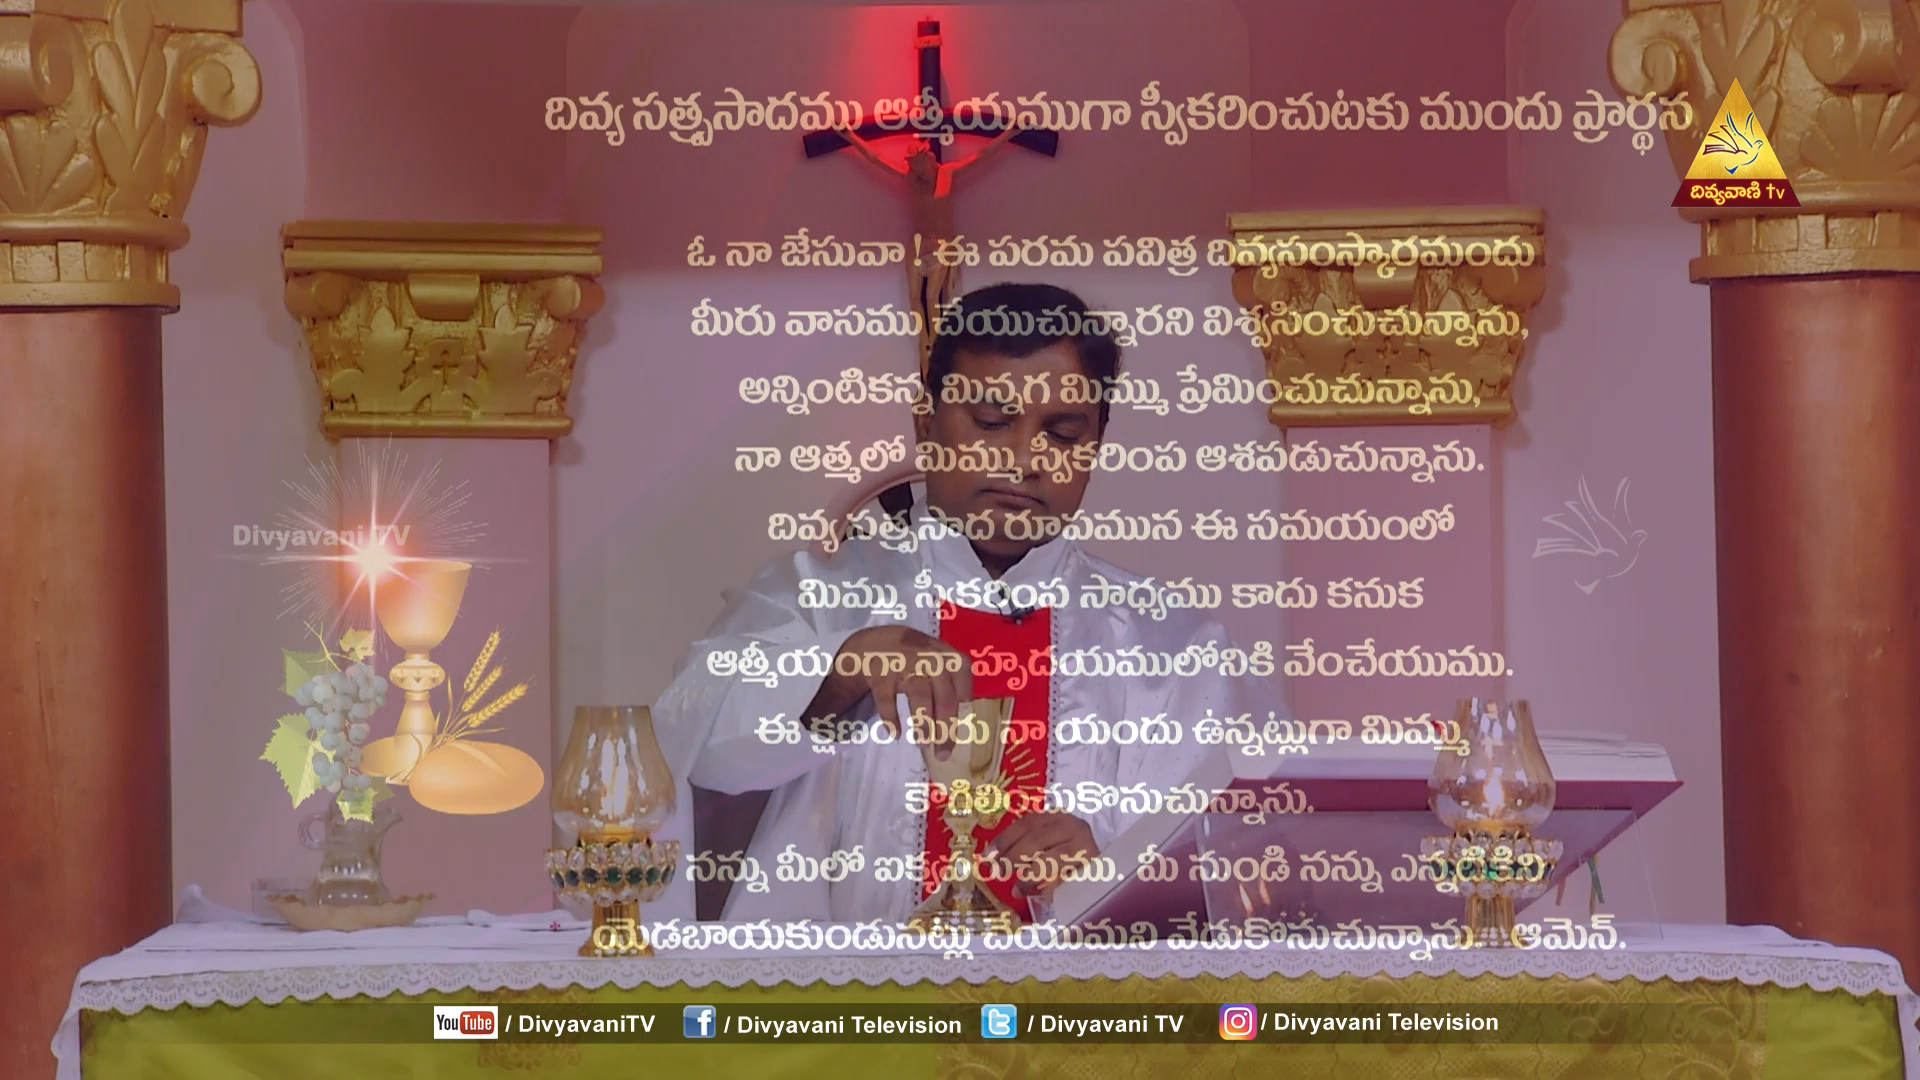 దివ్య సత్ప్రసాదము ఆత్మీయముగా స్వీకరించుటకు ముందు ప్రార్థన
దివ్యవాణి tv
ఓ నా జేసువా ! ఈ పరమ పవిత్ర దివ్యసంస్కారమందు
మీరు వాసము చేయుచున్నారని విశ్వసించుచున్నాను,
అన్నింటికన్న మిన్నగ మిమ్ము ప్రేమించుచున్నాను,
నా ఆత్మలో మిమ్ము స్వీకరింప ఆశపడుచున్నాను.
దివ్య సత్ప్రసాద రూపమున ఈ సమయంలో
Divyavani TV
మిమ్ము స్వీకరింప సాధ్యము కాదు కనుక
ఆత్మీయంగా నా హృదయములోనికి వేంచేయుము.
ఈ క్షణం మీరు నా యందు ఉన్నట్లుగా మిమ్ము
కౌగిలించుకొనుచున్నాను.
నన్ను మీలో ఐక్యపరుచుము. మీ నుండి నన్ను ఎన్నటికిని
యెడబాయకుండునట్లు చేయుమని వేడుకొనుచున్నాను. ఆమెన్.
YouTube / DivyavaniTV / Divyavani Television / Divyavani TV / Divyavani Television